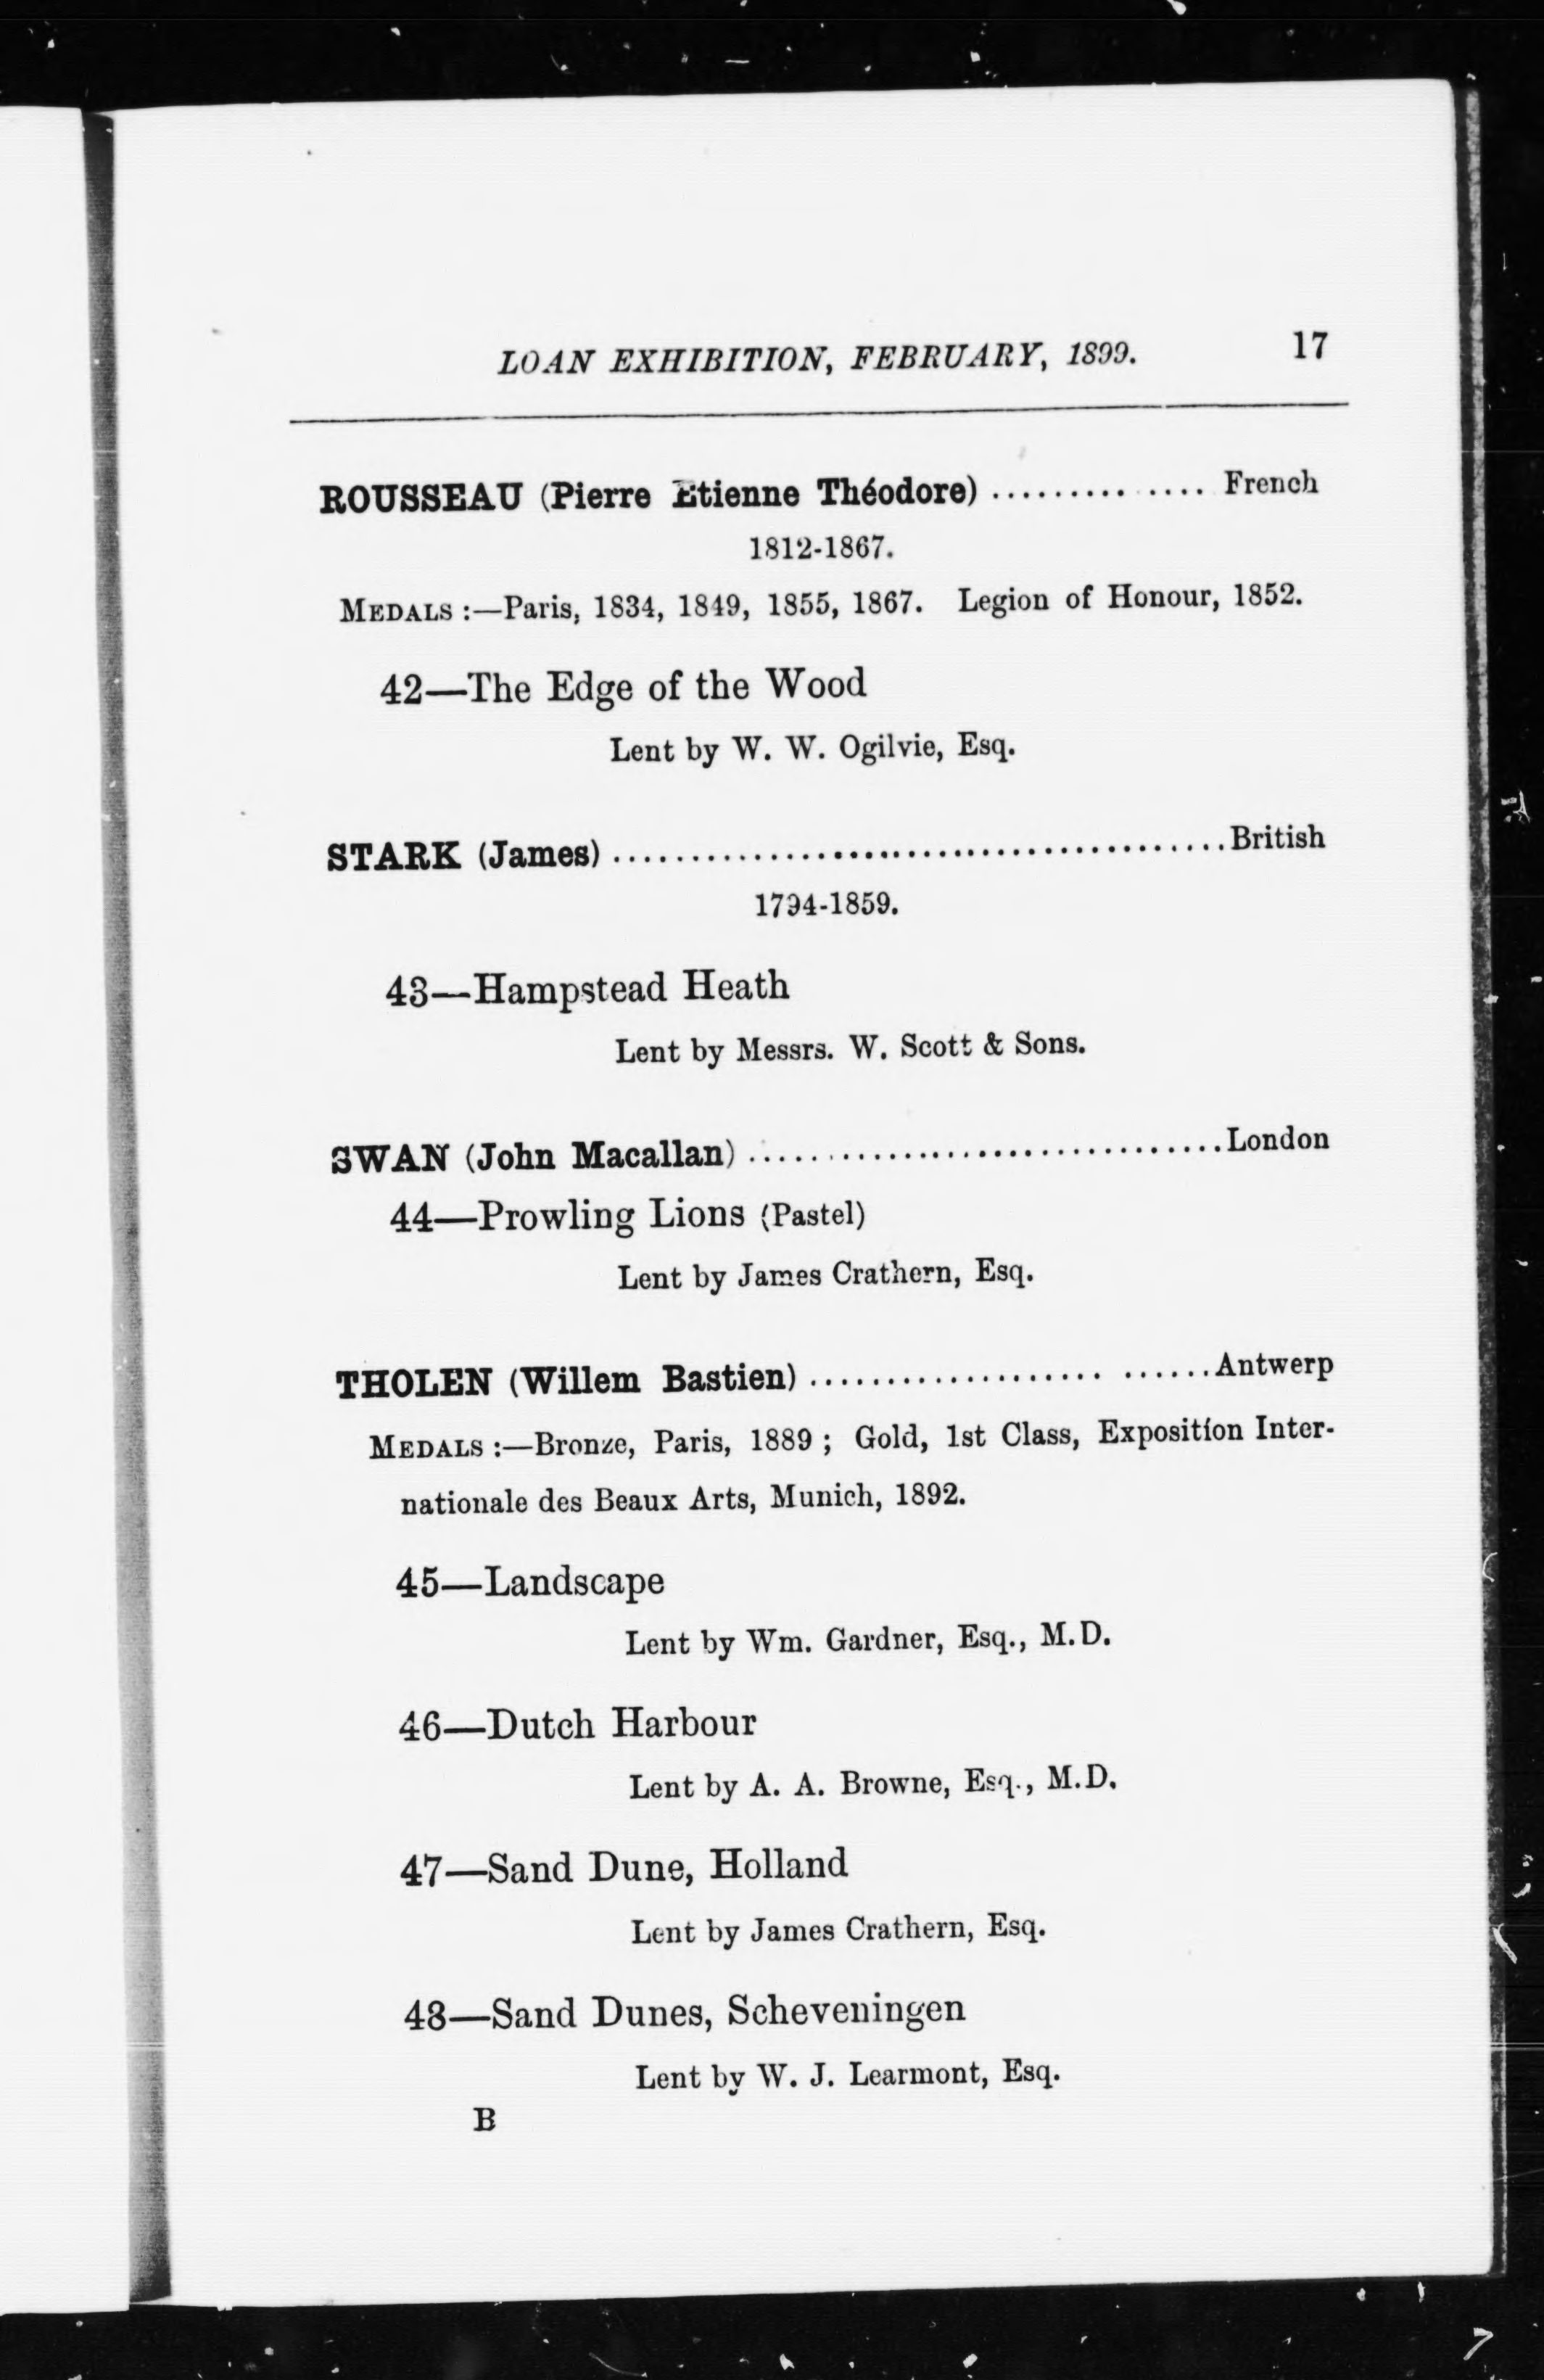 LOAN EXHIBITION, FEBRUARY, 1899. 17
ROUSSEAU (Pierre Etienne Théodore) ............. French
1812-1867.
MEDALS :—Paris, 1834, 1849, 1855, 1867. Legion of Honour, 1852.
42—The Edge of the Wood
Lent by W. W. Ogilvie, Esq.
STARK (James) ........................................British
1794-1859.
43—Hampstead Heath
Lent by Messrs. W. Scott & Sons.
SWAN (John Macallan) ................................London
44—Prowling Lions (Pastel)
Lent by James Crathern, Esq.
THOLEN (Willem Bastien) ................... ......Antwerp
MEDALS :—Bronze, Paris, 1889 ; Gold, 1st Class, Exposition Inter-
nationale des Beaux Arts, Munich, 1892.
45—Landscape
Lent by Wm. Gardner, Esq., M.D.
46—Dutch Harbour
Lent by A. A. Browne, Esq., M.D.
47—Sand Dune, Holland
Lent by James Crathern, Esq.
48—Sand Dunes, Scheveningen
Lent by W. J. Learmont, Esq.
B